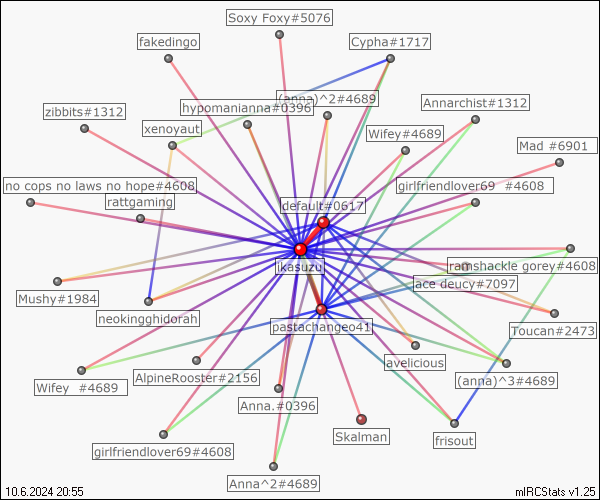 Soxy Foxy#5076
fakedingo
Cypha#1717
(anna)^2#4689
hypomanianna#0396
Annarchist#1312
zibbits#1312
xenoyaut
Wifey#4689
Mad #6901
no cops no laws no hope#4608
girlfriendlover69 #4608
rattgaming
default#0617
ikasuzu
ramshackle gorey#4608
ace deucy#7097
Mushy#1984
neokingghidorah
pastachangeo41
Toucan#2473
avelicious
Wifey #4689
AlpineRooster#2156
(anna)^3#4689
Anna.#0396
Skalman
frisout
girlfriendlover69#4608
Anna^2#4689
10.6.2024 20:55
mIRCStats v1.25